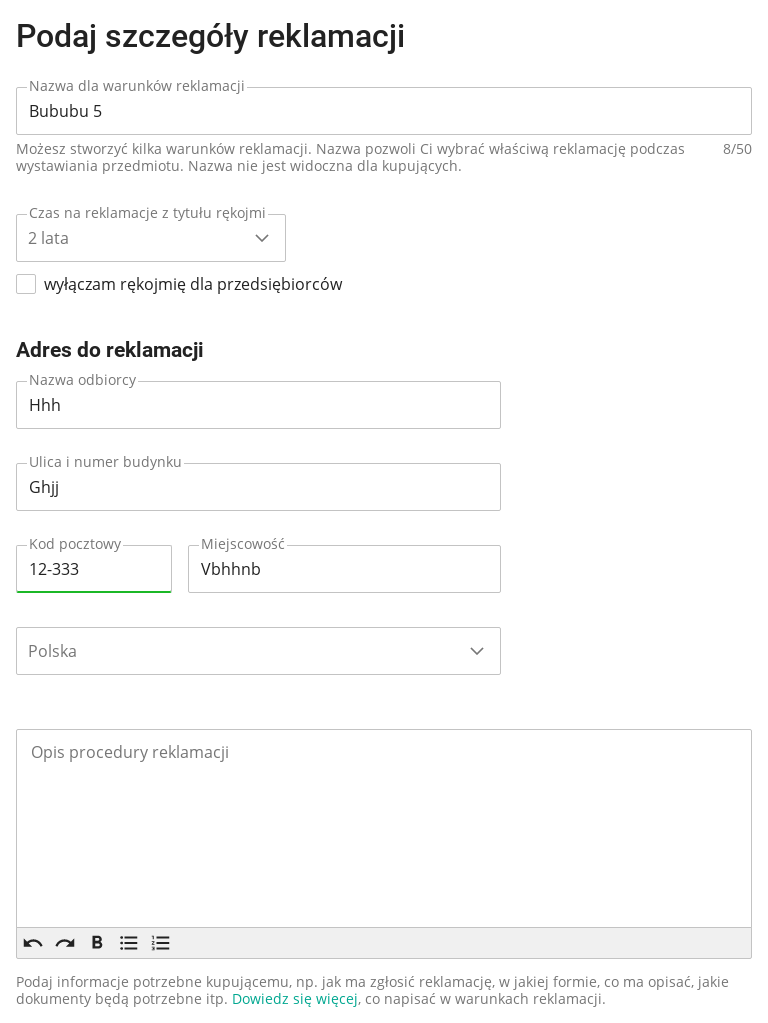 Podaj szczegóły reklamacji
Nazwa dla warunków reklamacji
Bububu 5
Możesz stworzyć kilka warunków reklamacji. Nazwa pozwoli Ci wybrać właściwą reklamację podczas 8/50
wystawiania przedmiotu. Nazwa nie jest widoczna dla kupujących.
Czas na reklamacje z tytułu rękojmi
2 lata
wyłączam rękojmię dla przedsiębiorców
Adres do reklamacji
Nazwa odbiorcy
Hhh
Ulica i numer budynku
Ghjj
Kod pocztowy Miejscowość
12-333 Vbhhnb
Polska
Opis procedury reklamacji
B
Podaj informacje potrzebne kupującemu, np. jak ma zgłosić reklamację, w jakiej formie, co ma opisać, jakie
dokumenty będą potrzebne itp. Dowiedz się więcej, co napisać w warunkach reklamacji.